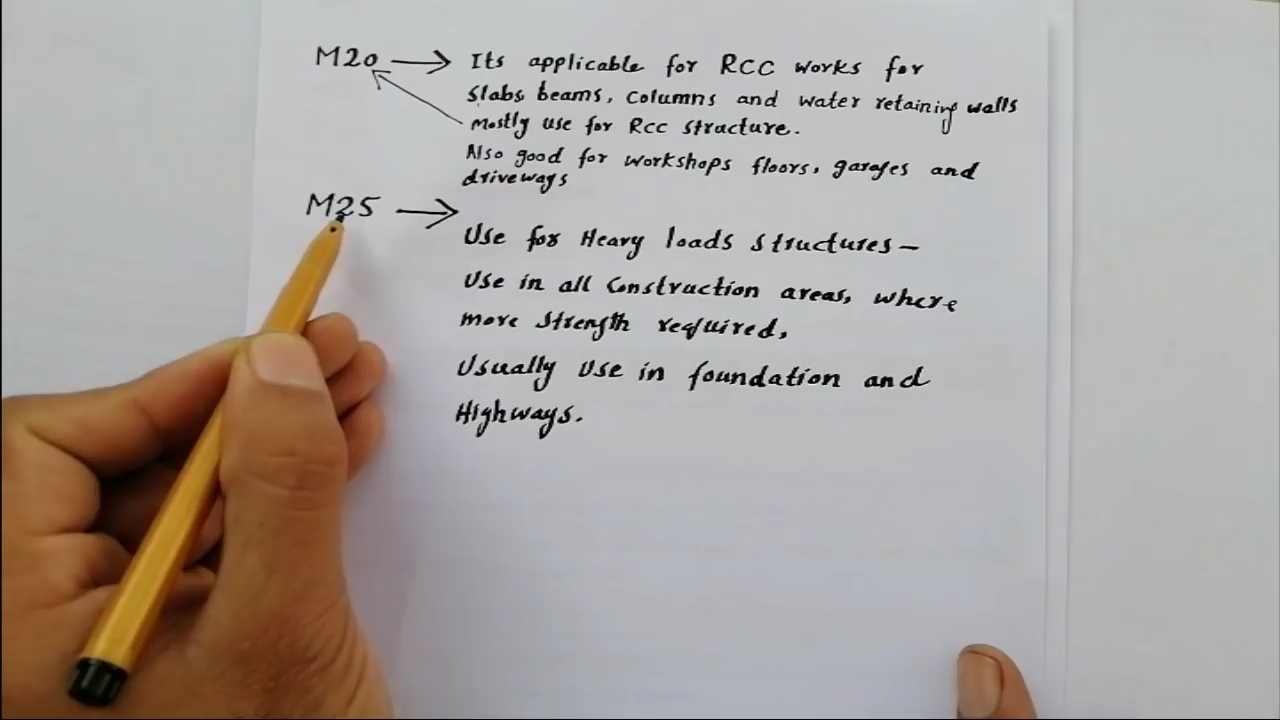 M20 → Its applicable for RCC works for
slabs beams, columns and water retaining walls
mostly use for RCC structure.
Also good for workshops floors, garages and
driveways
M25 →
Use for Heavy loads structures –
Use in all construction areas, where
more strength required,
Usually use in foundation and
Highways.